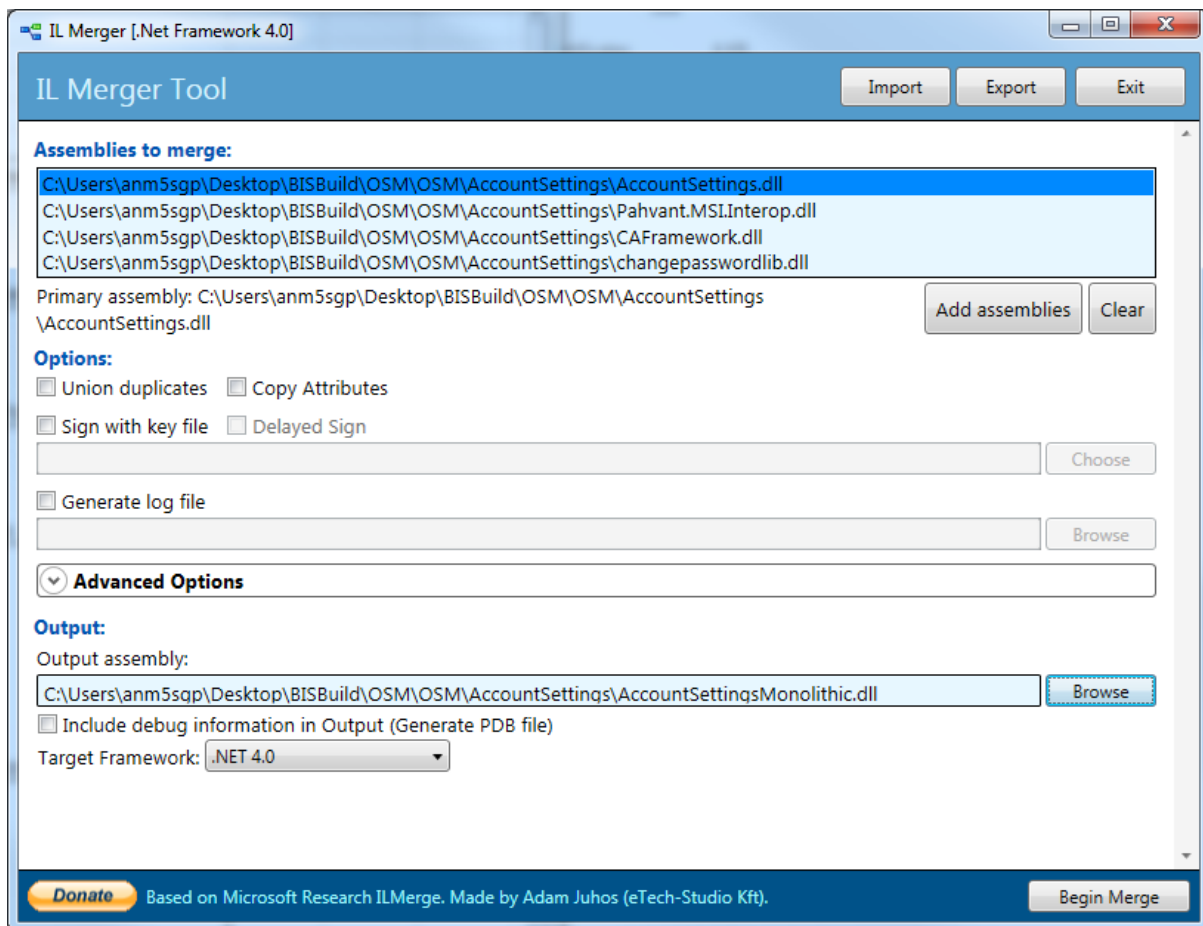 IL Merger [.Net Framework 4.0]
IL Merger Tool
Import
Export
Exit
Assemblies to merge:
C:\Users\anm5sgp\Desktop\BISBuild\OSM\OSM\AccountSettings\AccountSettings.dll
C:\Users\anm5sgp\Desktop\BISBuild\OSM\OSM\AccountSettings\Pahvant.MSI.Interop.dll
C:\Users\anm5sgp\Desktop\BISBuild\OSM\OSM\AccountSettings\CAFramework.dll
C:\Users\anm5sgp\Desktop\BISBuild\OSM\OSM\AccountSettings\changepasswordlib.dll
Primary assembly: C:\Users\anm5sgp\Desktop\BISBuild\OSM\OSM\AccountSettings
\AccountSettings.dll
Add assemblies
Clear
Options:
Union duplicates
Copy Attributes
Sign with key file
Delayed Sign
Choose
Generate log file
Browse
Advanced Options
Output:
Output assembly:
C:\Users\anm5sgp\Desktop\BISBuild\OSM\OSM\AccountSettings\AccountSettingsMonolithic.dll
Browse
Include debug information in Output (Generate PDB file)
Target Framework: .NET 4.0
Donate
Based on Microsoft Research ILMerge. Made by Adam Juhos (eTech-Studio Kft).
Begin Merge